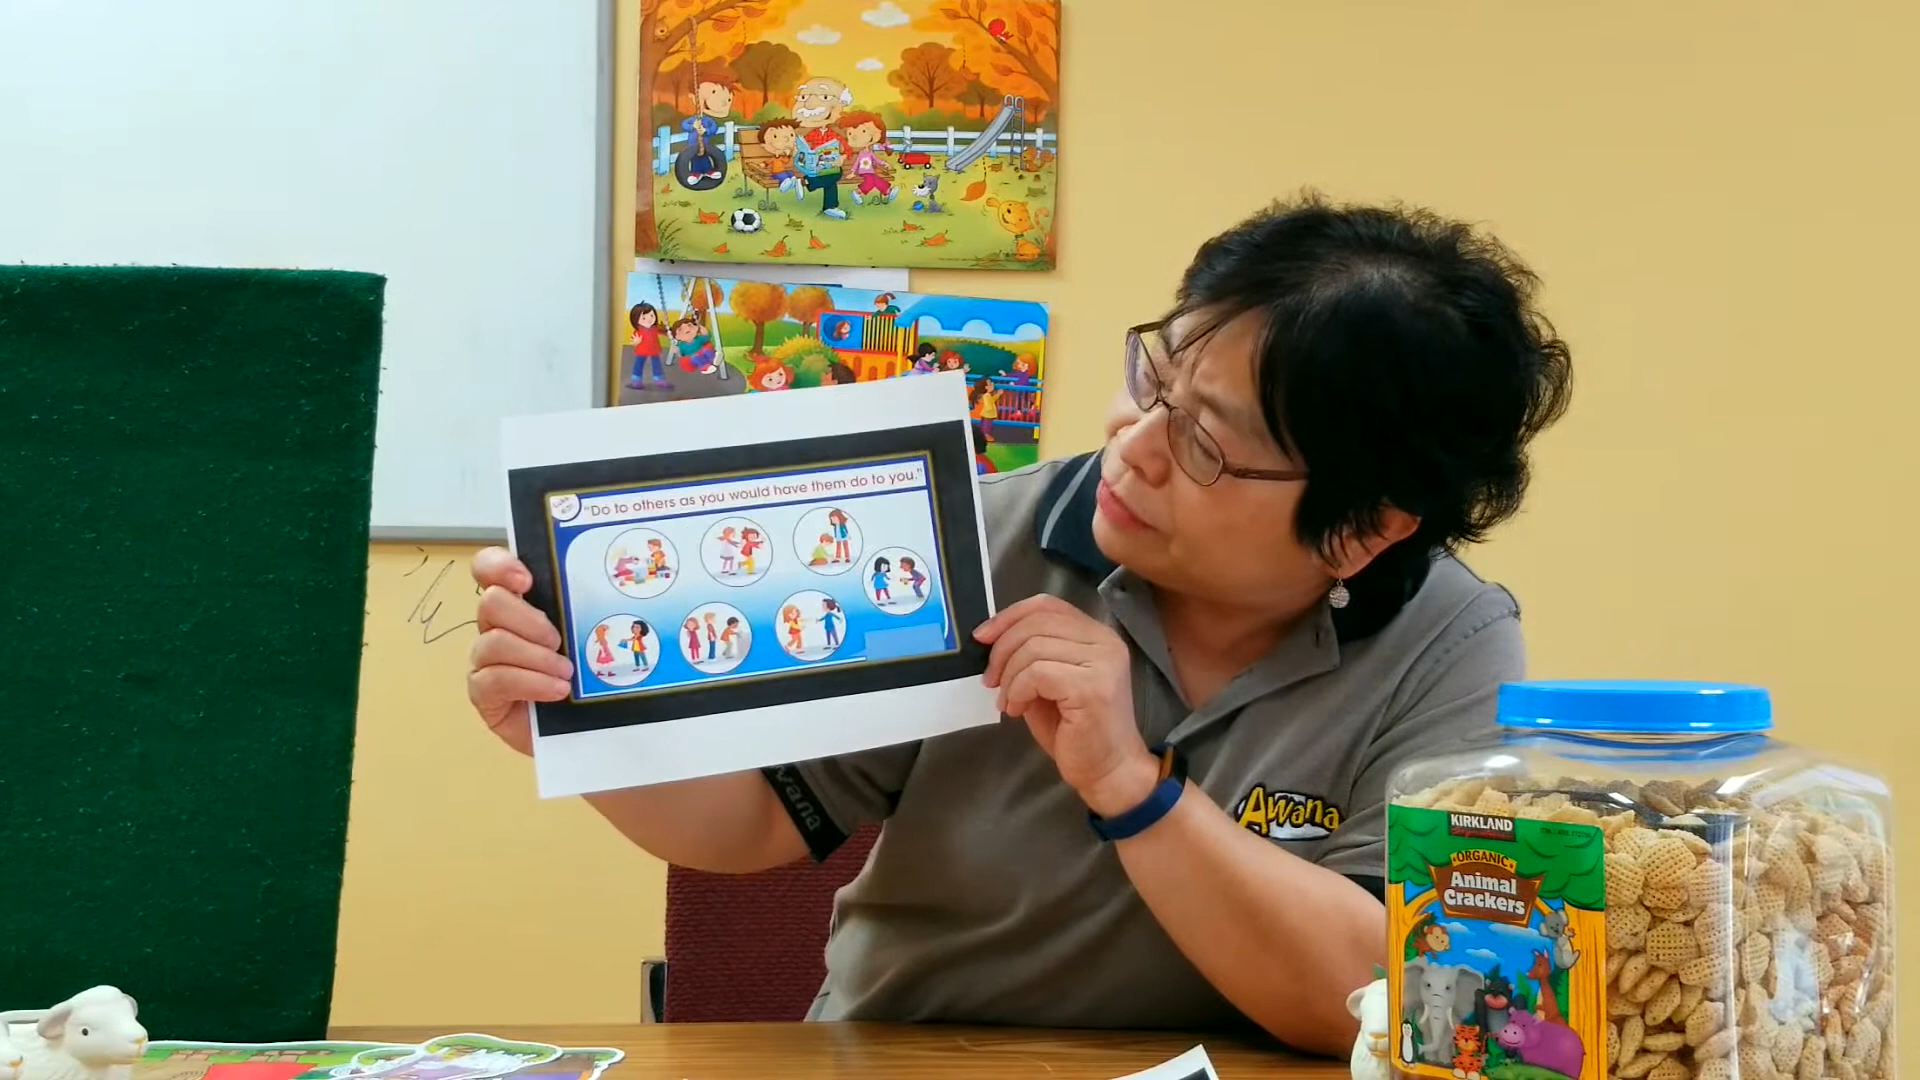 "Do to others as you would have them do to you."
Awana
KIRKLAND
ORGANIC
Animal
Crackers